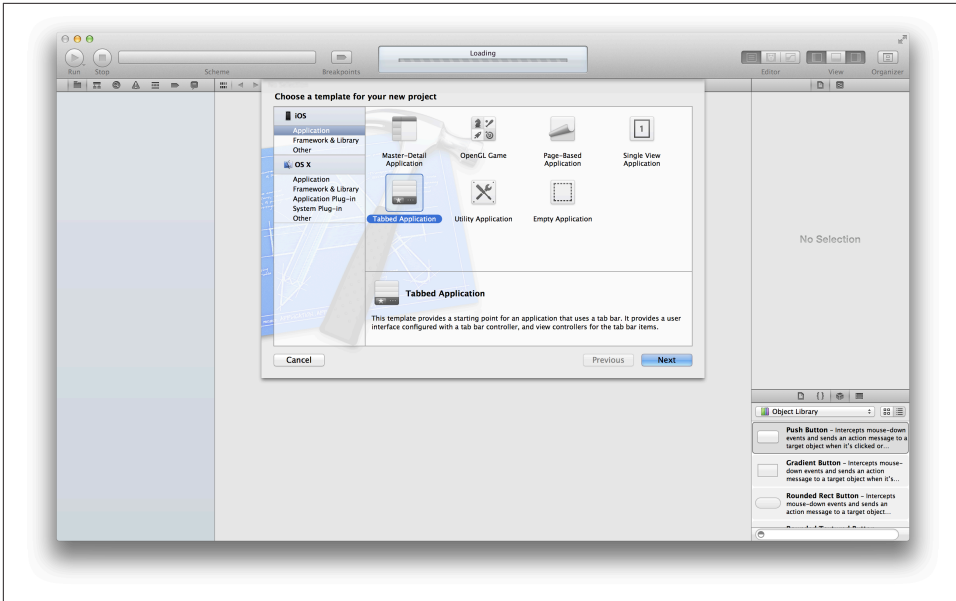 Loading
Run Stop Scheme Breakpoints Editor View Organizer
Choose a template for your new project
iOS
Application
Framework & Library
Other
OS X
Application
Framework & Library
Application Plug-in
System Plug-in
Other
Master-Detail
Application
OpenGL Game
Page-Based
Application
1
Single View
Application
Tabbed Application
Utility Application
Empty Application
Tabbed Application
This template provides a starting point for an application that uses a tab bar. It provides a user
interface configured with a tab bar controller, and view controllers for the tab bar items.
Cancel
Previous
Next
No Selection
Object Library
Push Button - Intercepts mouse-down
events and sends an action message to a
target object when it's clicked or...
Gradient Button - Intercepts mouse-
down events and sends an action
message to a target object when it's...
Rounded Rect Button - Intercepts
mouse-down events and sends an
action message to a target object...